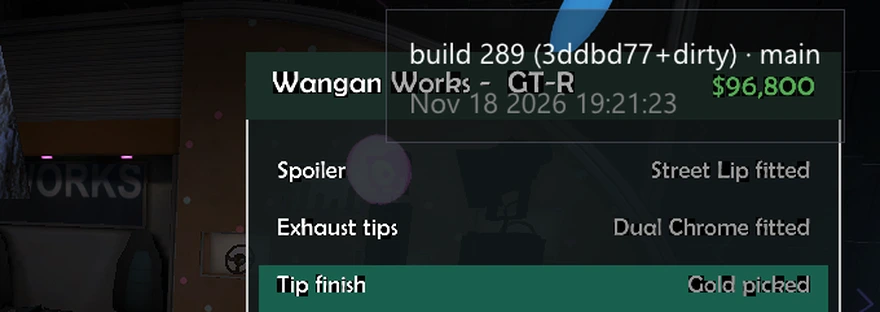 build 289 (3ddbd77+dirty) · main
Wangan Works - GT-R $96,800
Nov 18 2026 19:21:23
ORKS
Spoiler Street Lip fitted
Exhaust tips Dual Chrome fitted
Tip finish Gold picked